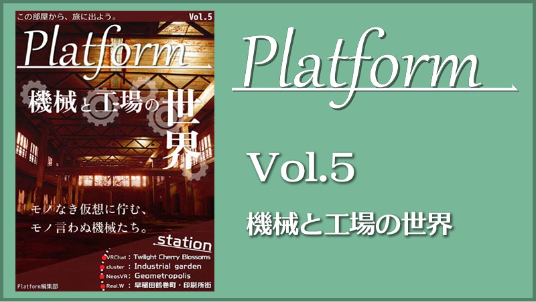 この部屋から、旅に出よう。
Vol.5
Platform
機械と工場の世界
モノなき仮想に佇む、
モノ言わぬ機械たち。
station
VRChat : Twilight Cherry Blossoms
cluster : Industrial garden
NeosVR : Geometropolis
Real.W : 早稲田鶴巻町・印刷所街
Platform編集部
Platform
Vol.5
機械と工場の世界